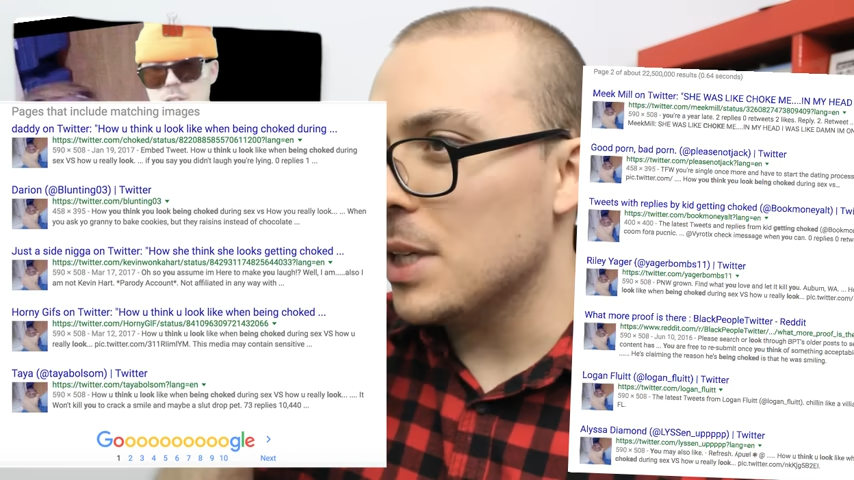 Pages that include matching images
daddy on Twitter: "How u think u look like when being choked during ...
https://twitter.com/choked/status/822088585570611200?lang=en
590 × 508 - Jan 19, 2017 - Embed Tweet. How u think u look like when being choked during
sex VS how u really look. ... if you say you didn't laugh you're lying. 0 replies 1 ...
Darion (@Blunting03) | Twitter
https://twitter.com/blunting03
458 × 395 - How you think you look being choked during sex vs How you really look... ... When
you ask yo granny to bake cookies, but they raisins instead of chocolate ...
Just a side nigga on Twitter: "How she think she looks getting choked ...
https://twitter.com/kevinwonkahart/status/842931174825644033?lang=en
590 × 508 - Mar 17, 2017 - Oh so you assume im Here to make you laugh!? Well, I am.....also I
am not Kevin Hart. *Parody Account*. Not affiliated in any way with ...
Horny Gifs on Twitter: "How u think u look like when being choked ...
https://twitter.com/HornyGIF/status/841096309721432066
590 × 508 - Mar 12, 2017 - How u think u look like when being choked during sex VS how u
really look... pic.twitter.com/311RIimlYM. This media may contain sensitive ...
Taya (@tayabolsom) | Twitter
https://twitter.com/tayabolsom?lang=en
590 × 508 - How u think u look like when being choked during sex VS how u really look... ... It
Won't kill you to crack a smile and maybe a slut drop pet. 73 replies 10,440 ...
Goooooooooogle
1 2 3 4 5 6 7 8 9 10 Next
Page 2 of about 22,500,000 results (0.64 seconds)
Meek Mill on Twitter: "SHE WAS LIKE CHOKE ME....IN MY HEAD
https://twitter.com/meekmill/status/3260827473809409?lang=en
590 × 508 - you're a year late. 2 replies 0 retweets 2 likes. Reply. 2. Retweet ...
MeekMill: SHE WAS LIKE CHOKE ME....IN MY HEAD I WAS LIKE DAMN IM ON
Good porn, bad porn. (@pleasenotjack) | Twitter
https://twitter.com/pleasenotjack?lang=en
458 × 395 - TFW you're single once more and have to start the dating process
pic.twitter.com/ .... How you think you look being choked during sex vs...
Tweets with replies by kid getting choked (@Bookmoneyalt) | Twi
https://twitter.com/bookmoneyalt?lang=en
400 × 400 - The latest Tweets and replies from kid getting choked (@Bookmon
coom fora pucnic. ... @Vyrotlx check imessage when you can. 0 replies 0 retw
Riley Yager (@yagerbombs11) | Twitter
https://twitter.com/yagerbombs11
590 × 508 - PNW grown. Find what you love and let it kill you. Auburn, WA. ... H
look like when being choked during sex VS how u really look... pic.twitter.com/
What more proof is there : BlackPeopleTwitter - Reddit
https://www.reddit.com/r/BlackPeopleTwitter/.../what_more_proof_is_the
590 × 508 - Jun 10, 2016 - Please search or look through BPT's older posts to
content has ... You are free to re-submit once you think of something acceptabl
...... He's claiming the reason he's being choked is that he was smiling.
Logan Fluitt (@logan_fluitt) | Twitter
https://twitter.com/logan_fluitt
590 × 508 - The latest Tweets from Logan Fluitt (@logan_fluitt). chillin like a villia
FL.
Alyssa Diamond (@LYSSen_uppppp) | Twitter
https://twitter.com/lyssen_uppppp?lang=en
590 × 508 - You may also like. · Refresh. ... How u think u look like wh
choked during sex VS how u really look... pic.twitter.com/nkKjg5B2EI.